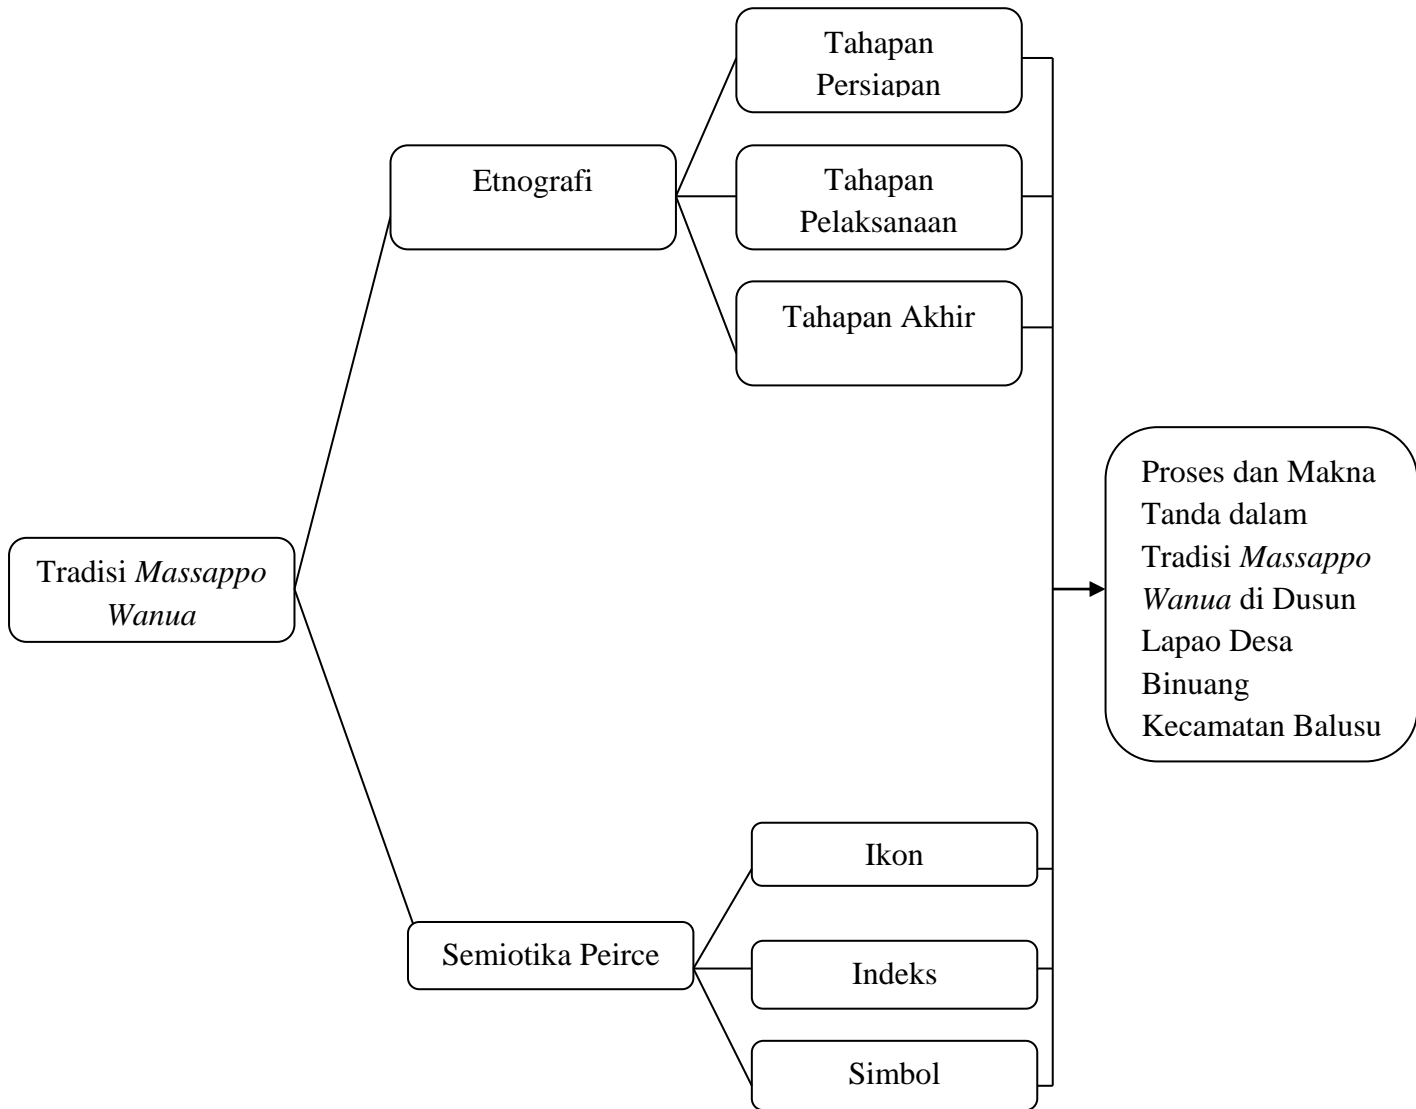 Tahapan
Persiapan
Etnografi
Tahapan
Pelaksanaan
Tahapan Akhir
Tradisi Massappo
Wanua
Proses dan Makna
Tanda dalam
Tradisi Massappo
Wanua di Dusun
Lapao Desa
Binuang
Kecamatan Balusu
Semiotika Peirce
Ikon
Indeks
Simbol